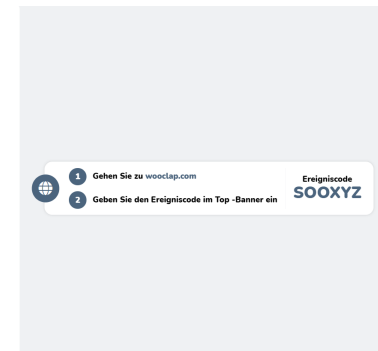 1 Gehen Sie zu wooclap.com
2 Geben Sie den Ereigniscode im Top -Banner ein
Ereigniscode
SOOXYZ